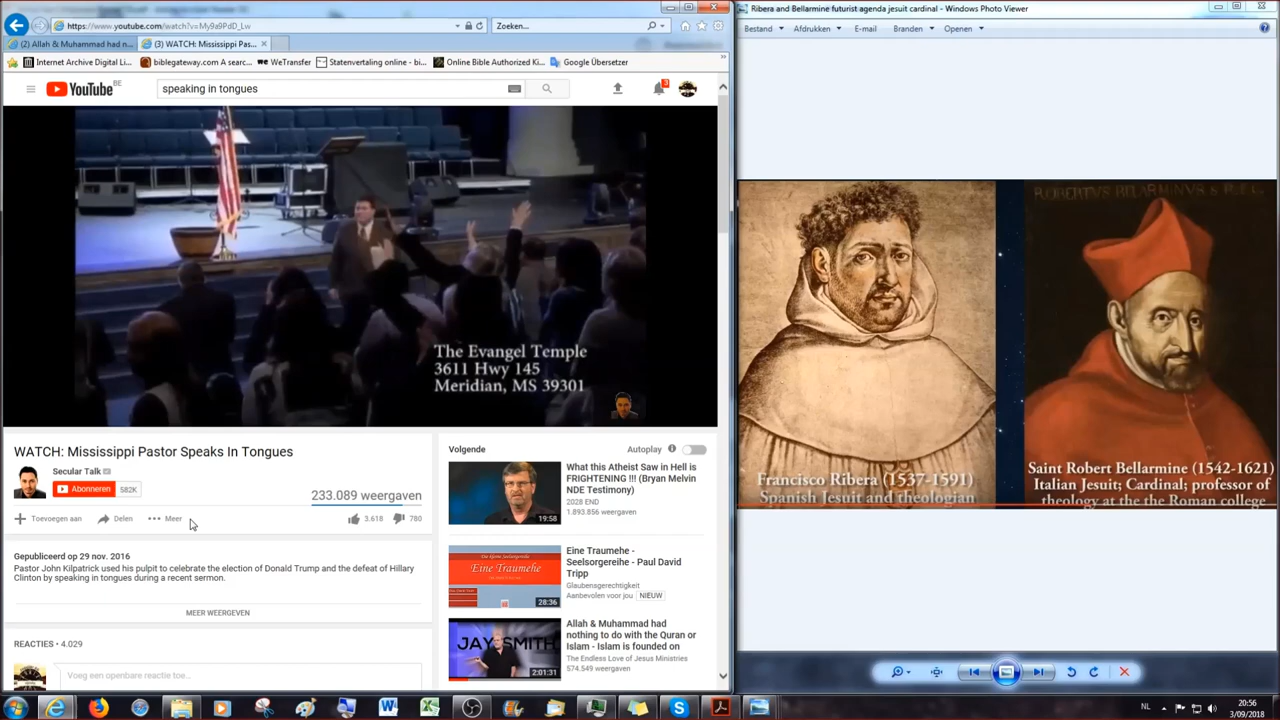 https://www.youtube.com/watch?v=My9a9PdD_Lw
Zoeken...
(2) Allah & Muhammad had n...
(3) WATCH: Mississippi Pas...
Internet Archive Digital Li...
biblegateway.com A searc...
WeTransfer
Statenvertaling online - bi...
Online Bible Authorized Ki...
Google Übersetzer
YouTube BE
speaking in tongues
The Evangel Temple
3611 Hwy 145
Meridian, MS 39301
WATCH: Mississippi Pastor Speaks In Tongues
Secular Talk
Abonneren 582K
233.089 weergaven
Toevoegen aan Delen Meer
3.618 780
Gepubliceerd op 29 nov. 2016
Pastor John Kilpatrick used his pulpit to celebrate the election of Donald Trump and the defeat of Hillary
Clinton by speaking in tongues during a recent sermon.
MEER WEERGEVEN
REACTIES • 4.029
Voeg een openbare reactie toe...
Volgende
Autoplay
What this Atheist Saw in Hell is
FRIGHTENING !!! (Bryan Melvin
NDE Testimony)
2028 END
1.893.856 weergaven
19:58
Eine Traumehe
Eine Traumehe -
Seelsorgereihe - Paul David
Tripp
Glaubensgerechtigkeit
Aanbevolen voor jou NIEUW
28:36
JAY SMITH
Allah & Muhammad had
nothing to do with the Quran or
Islam - Islam is founded on
The Endless Love of Jesus Ministries
574.549 weergaven
2:01:31
Ribera and Bellarmine futurist agenda jesuit cardinal - Windows Photo Viewer
Bestand Afdrukken E-mail Branden Openen
Francisco Ribera (1537-1591)
Spanish Jesuit and theologian
Saint Robert Bellarmine (1542-1621)
Italian Jesuit; Cardinal; professor of
theology at the Roman college
NL
20:56
3/09/2018